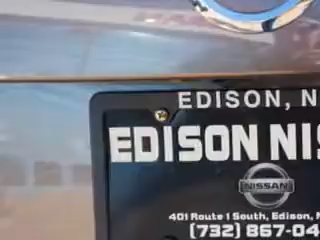 EDISON, N
EDISON NIS
NISSAN
401 Route 1 South, Edison, N
(732) 867-04